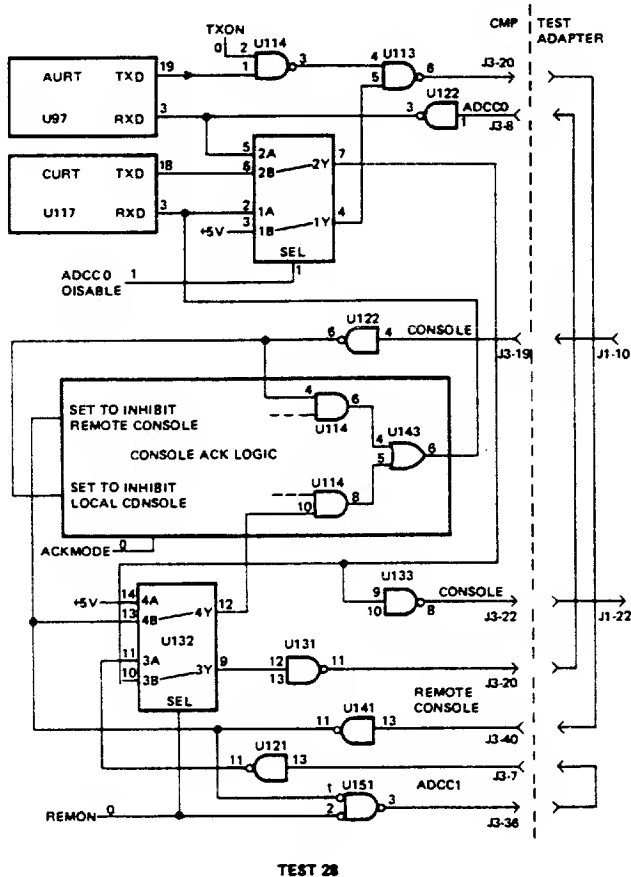 CMP
TEST
ADAPTER
TXON
0
2
1
U114
3
4
5
U113
6
J3-20
AURT TXD
19
U97 RXD
3
3
U122
1
ADCC0
J3-8
CURT TXD
18
U117 RXD
3
5 2A
6 2B
2Y 7
2 1A
+5V 3 1B
1Y 4
SEL
1
ADCC0
DISABLE
1
U122
6
4
CONSOLE
J3-19
J1-10
SET TO INHIBIT
REMOTE CONSOLE
4
6
U114
CONSOLE ACK LOGIC
U143
4
5
6
SET TO INHIBIT
LOCAL CONSOLE
U114
10
8
ACKMODE 0
+5V 14 4A
13 4B
4Y 12
U132
11 3A
10 3B
3Y 9
SEL
U133
9
10
8
CONSOLE
J3-22
J1-22
U131
12
13
11
J3-20
REMOTE
CONSOLE
U141
11
13
J3-40
U121
11
13
J3-7
ADCC1
U151
1
2
3
J3-36
REMON 0
TEST 28